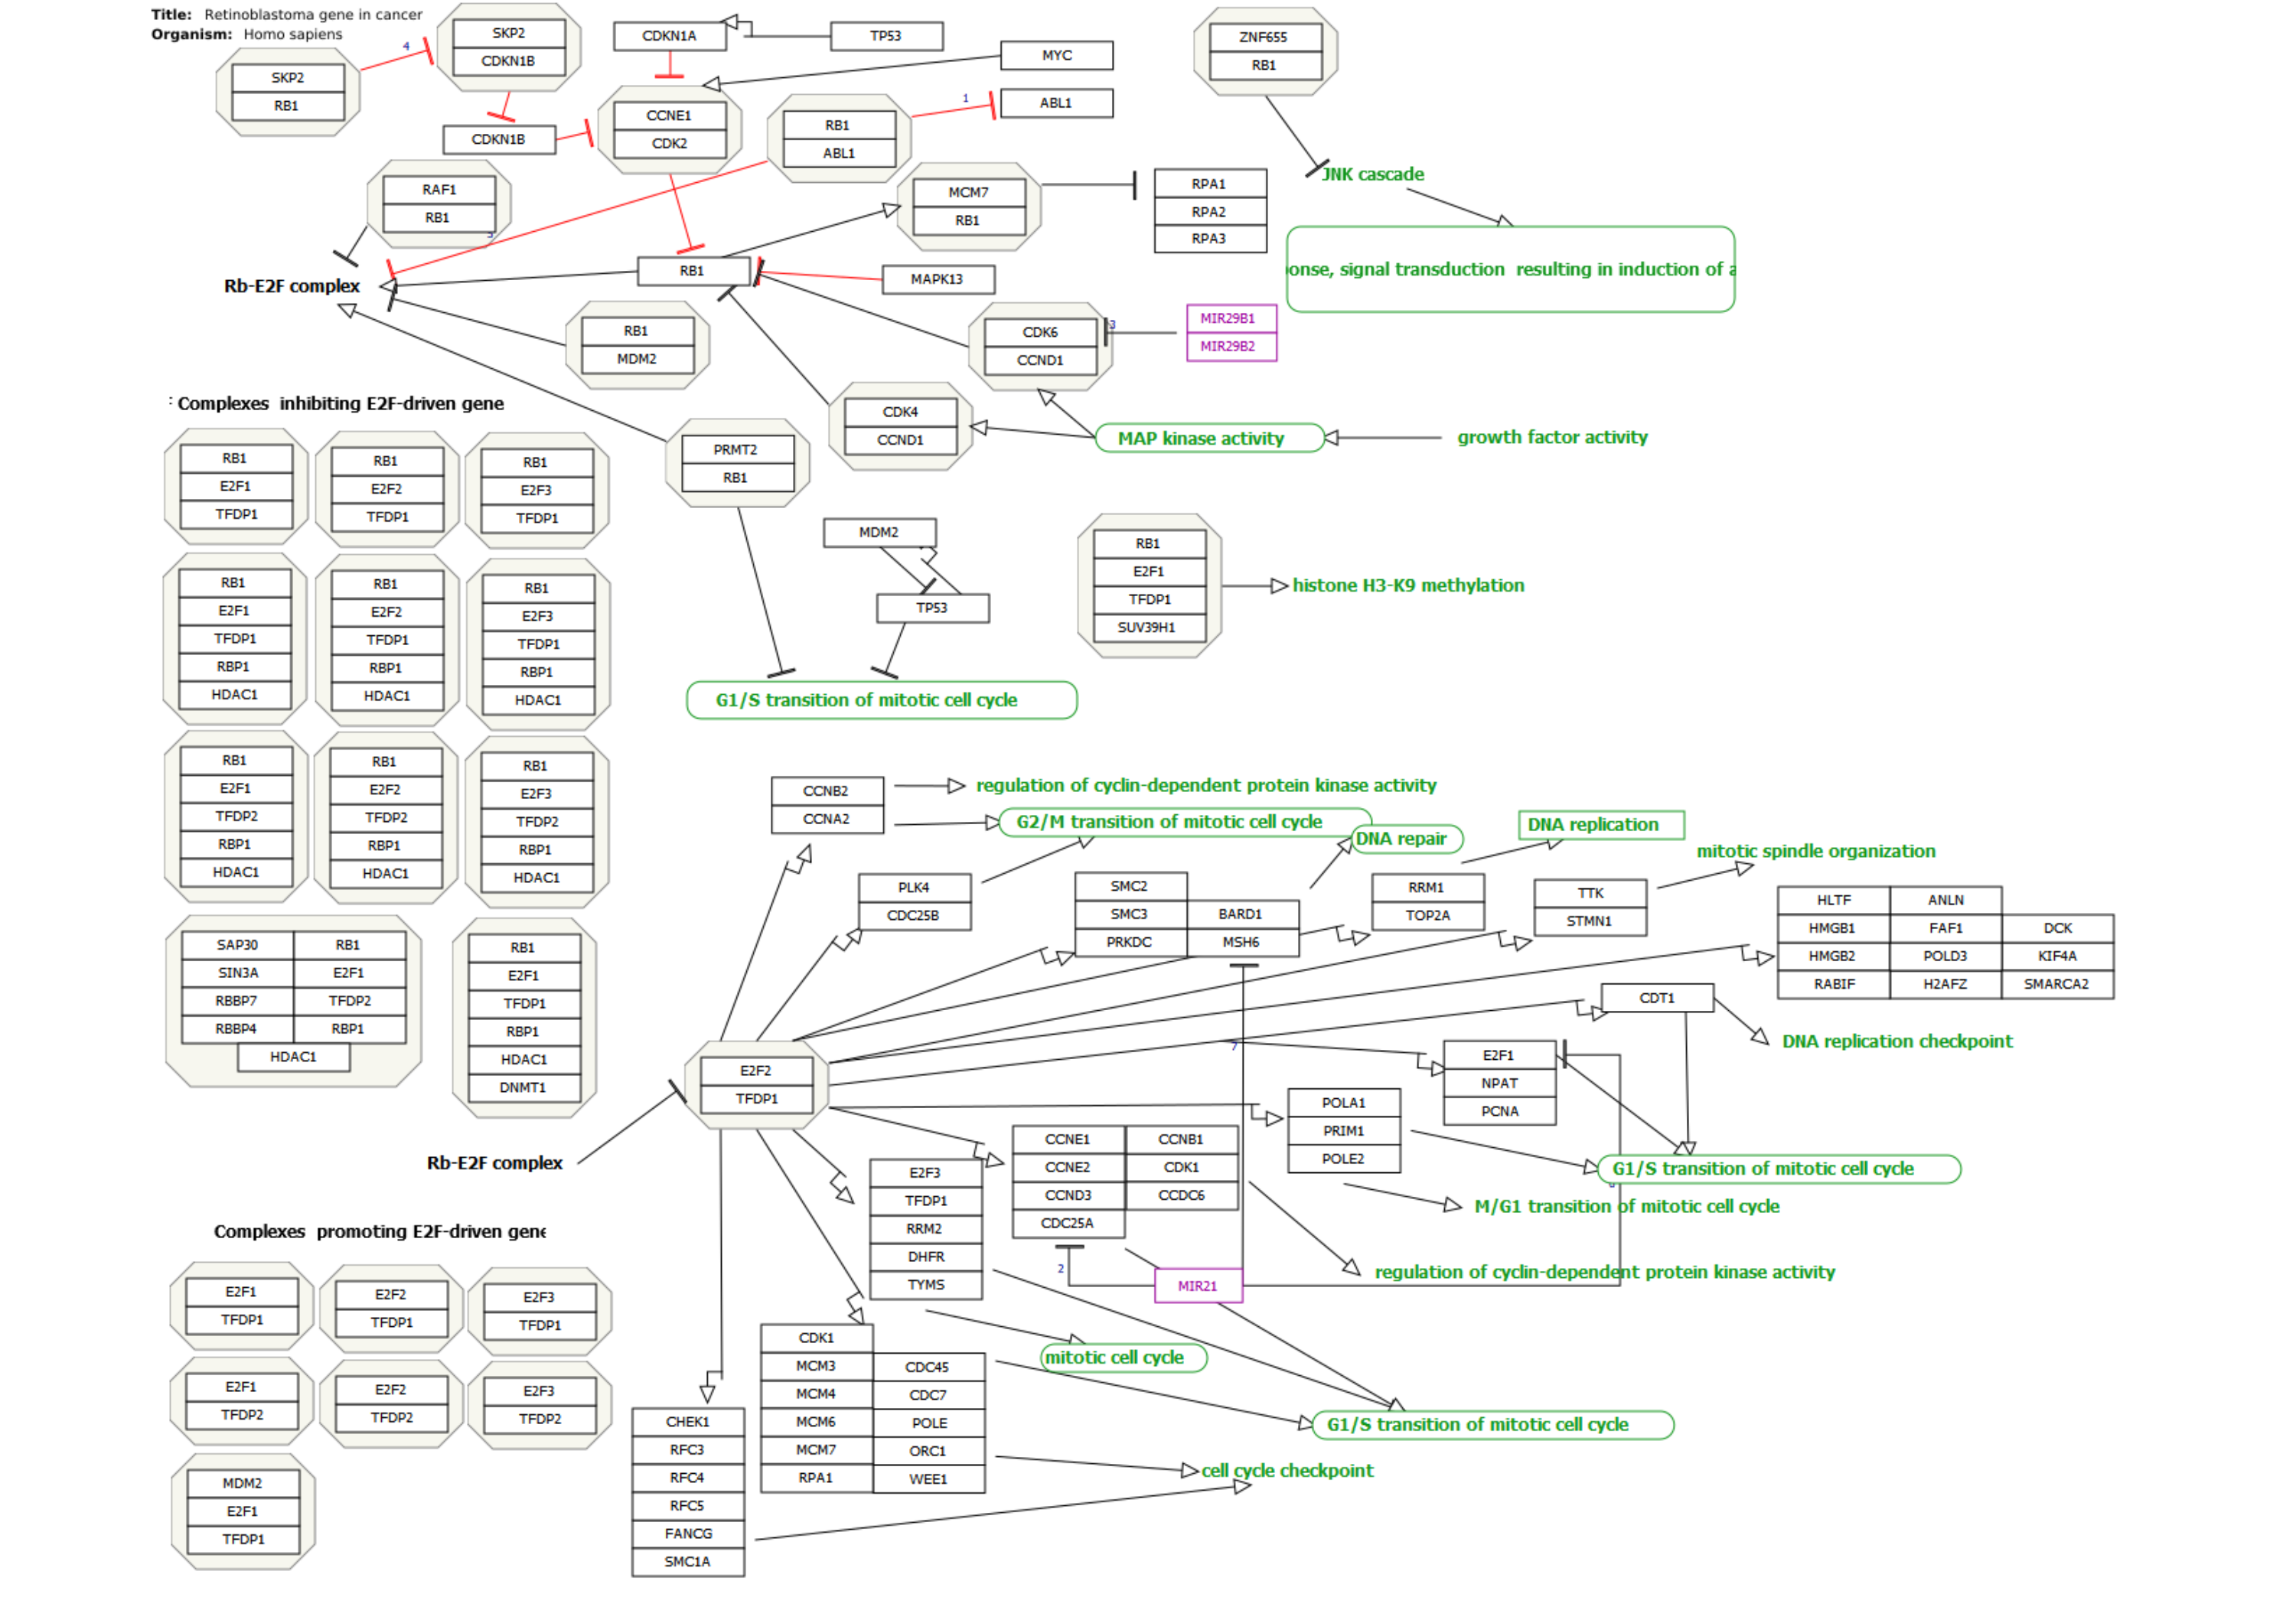 Title: Retinoblastoma gene in cancer
Organism: Homo sapiens
SKP2
RB1
4
SKP2
CDKN1B
CDKN1A
TP53
MYC
ABL1
1
ZNF655
RB1
CDKN1B
CCNE1
CDK2
RB1
ABL1
RAF1
RB1
MCM7
RB1
RPA1
RPA2
RPA3
JNK cascade
onse, signal transduction resulting in induction of a
Rb-E2F complex
RB1
MAPK13
RB1
MDM2
CDK6
CCND1
3
MIR29B1
MIR29B2
CDK4
CCND1
MAP kinase activity
growth factor activity
PRMT2
RB1
MDM2
TP53
RB1
E2F1
TFDP1
SUV39H1
histone H3-K9 methylation
G1/S transition of mitotic cell cycle
: Complexes inhibiting E2F-driven gene
RB1
E2F1
TFDP1
RB1
E2F2
TFDP1
RB1
E2F3
TFDP1
RB1
E2F1
TFDP1
RBP1
HDAC1
RB1
E2F2
TFDP1
RBP1
HDAC1
RB1
E2F3
TFDP1
RBP1
HDAC1
RB1
E2F1
TFDP2
RBP1
HDAC1
RB1
E2F2
TFDP2
RBP1
HDAC1
RB1
E2F3
TFDP2
RBP1
HDAC1
SAP30 RB1
SIN3A E2F1
RBBP7 TFDP2
RBBP4 RBP1
HDAC1
RB1
E2F1
TFDP1
RBP1
HDAC1
DNMT1
Rb-E2F complex
E2F2
TFDP1
CCNB2
CCNA2
regulation of cyclin-dependent protein kinase activity
G2/M transition of mitotic cell cycle
DNA repair
DNA replication
mitotic spindle organization
PLK4
CDC25B
SMC2
SMC3 BARD1
PRKDC MSH6
RRM1
TOP2A
TTK
STMN1
HLTF ANLN
HMGB1 FAF1 DCK
HMGB2 POLD3 KIF4A
RABIF H2AFZ SMARCA2
CDT1
DNA replication checkpoint
7
E2F1
NPAT
PCNA
POLA1
PRIM1
POLE2
G1/S transition of mitotic cell cycle
M/G1 transition of mitotic cell cycle
CCNE1 CCNB1
CCNE2 CDK1
CCND3 CCDC6
CDC25A
2
MIR21
regulation of cyclin-dependent protein kinase activity
E2F3
TFDP1
RRM2
DHFR
TYMS
mitotic cell cycle
CDK1
MCM3 CDC45
MCM4 CDC7
MCM6 POLE
MCM7 ORC1
RPA1 WEE1
G1/S transition of mitotic cell cycle
cell cycle checkpoint
CHEK1
RFC3
RFC4
RFC5
FANCG
SMC1A
Complexes promoting E2F-driven gene
E2F1
TFDP1
E2F2
TFDP1
E2F3
TFDP1
E2F1
TFDP2
E2F2
TFDP2
E2F3
TFDP2
MDM2
E2F1
TFDP1